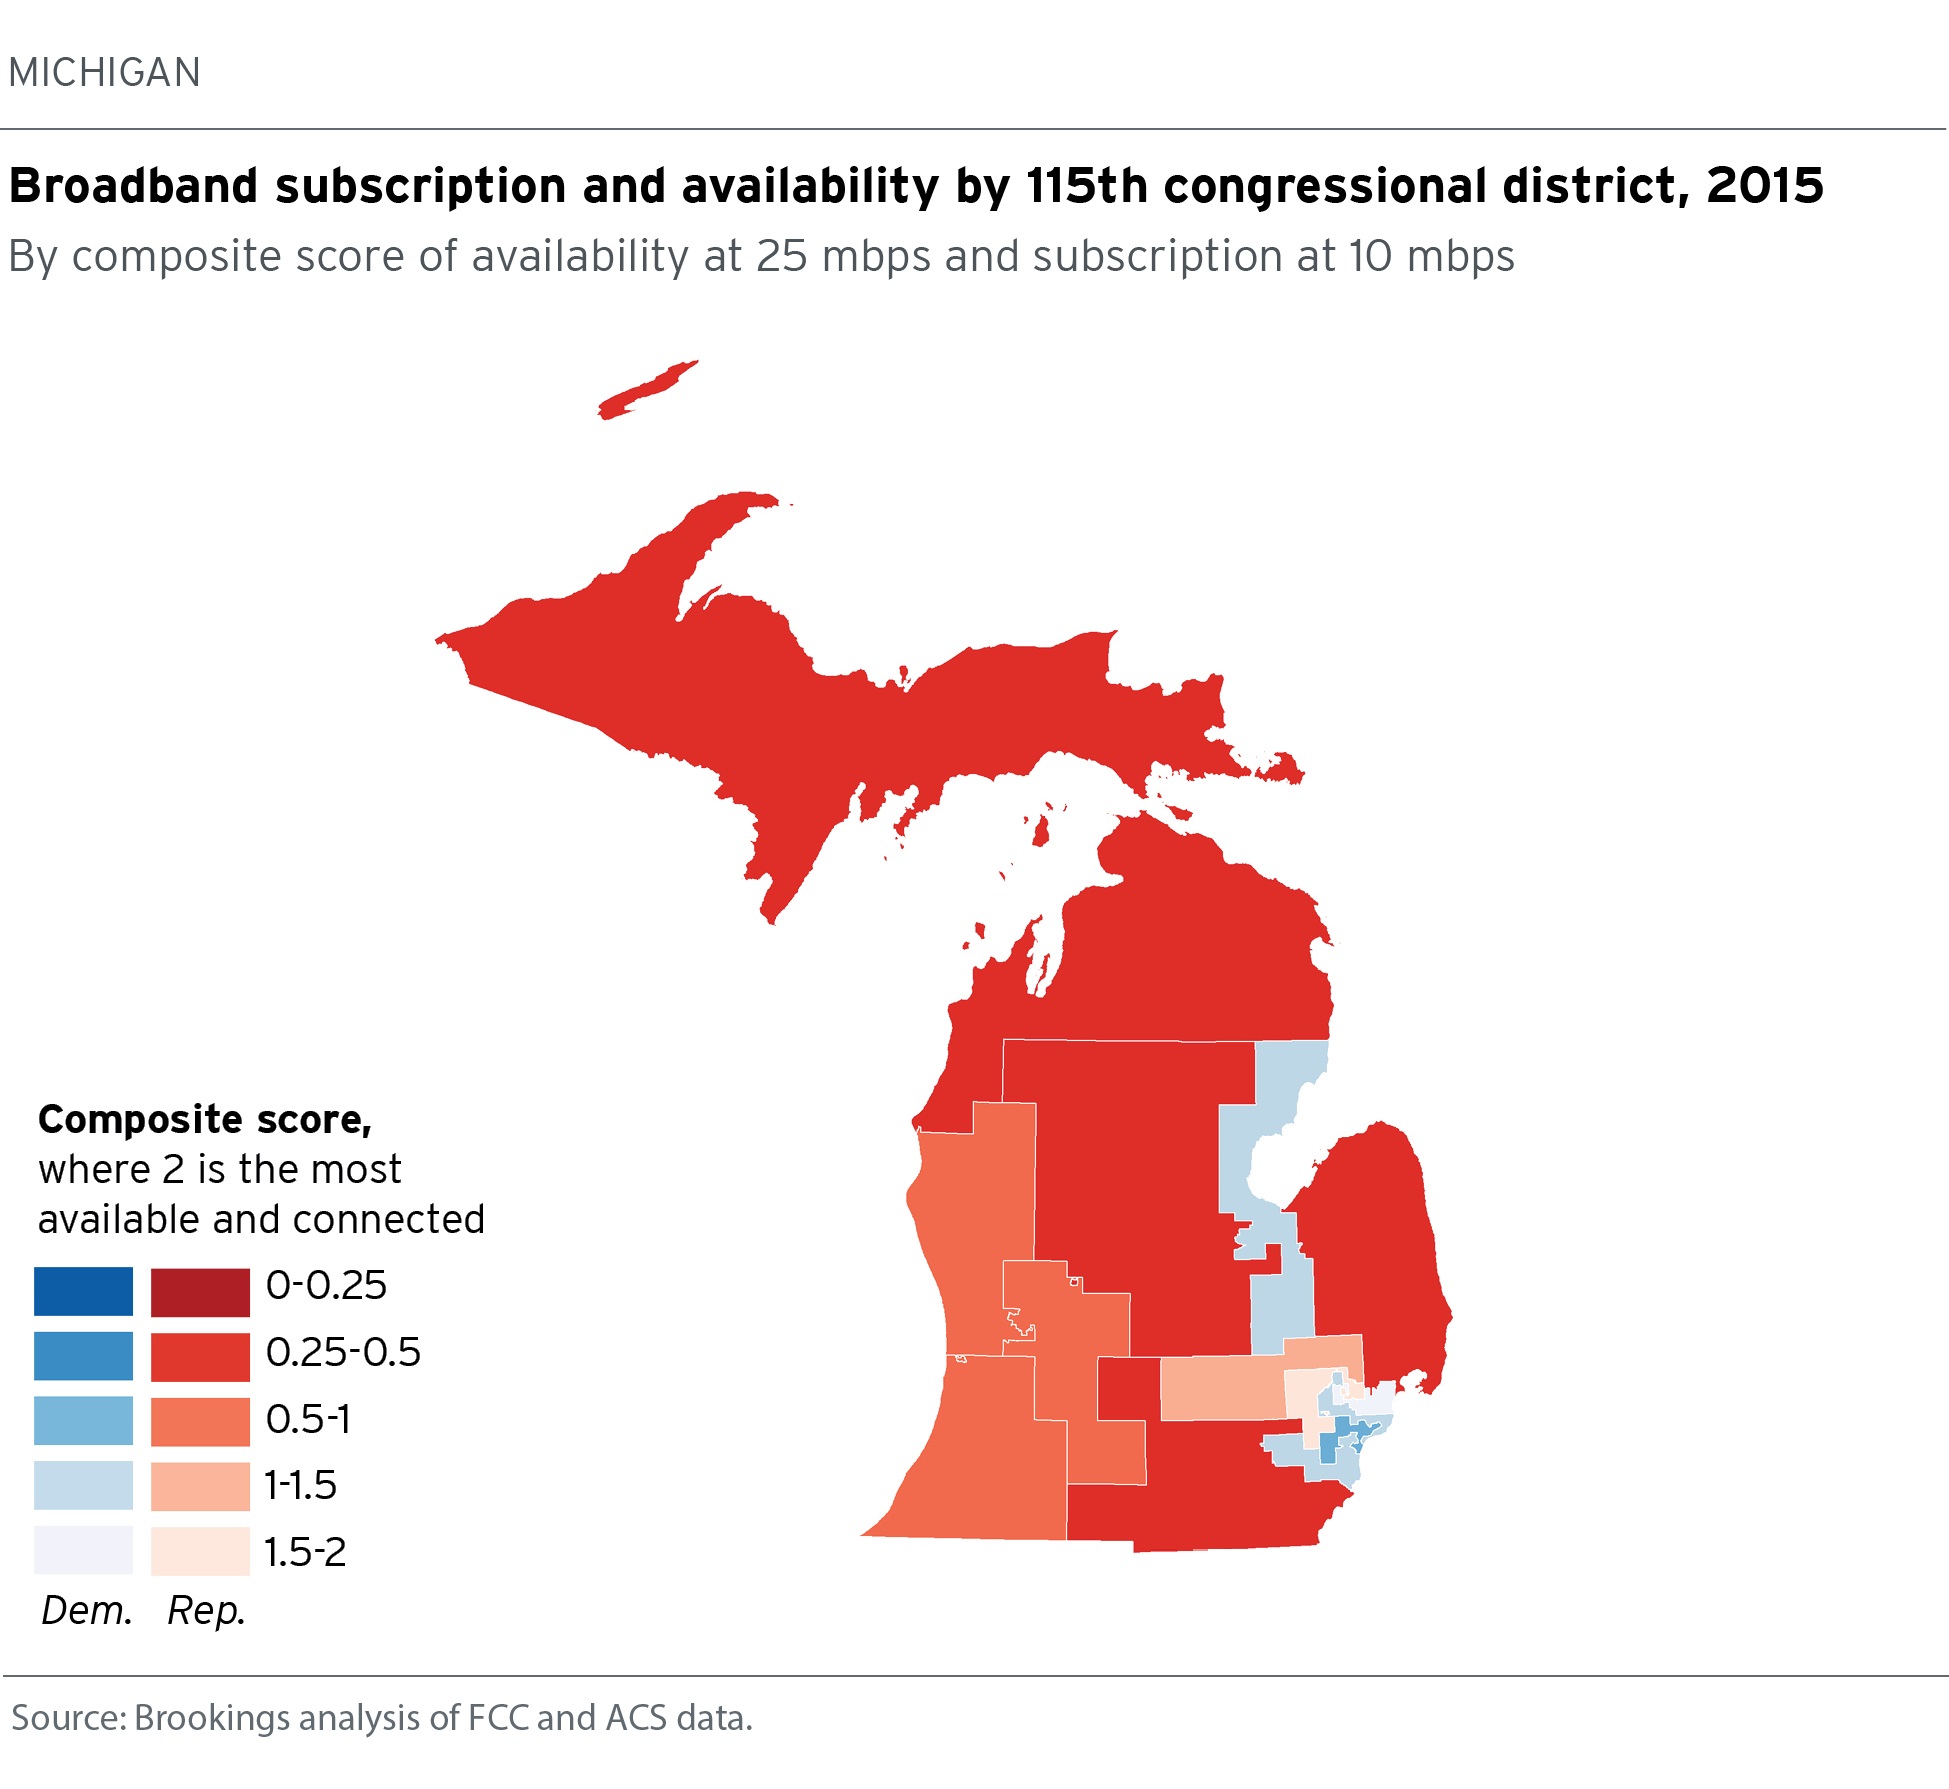 MICHIGAN
Broadband subscription and availability by 115th congressional district, 2015
By composite score of availability at 25 mbps and subscription at 10 mbps
Composite score,
where 2 is the most
available and connected
0-0.25
0.25-0.5
0.5-1
1-1.5
1.5-2
Dem. Rep.
Source: Brookings analysis of FCC and ACS data.